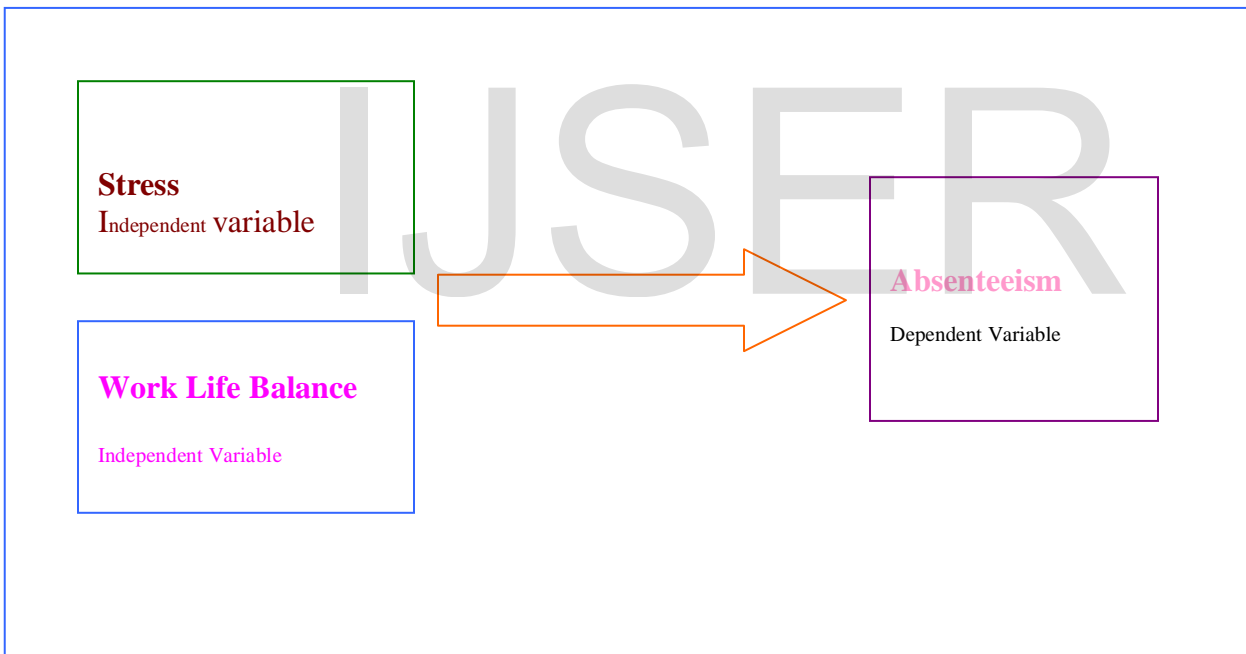 IJSER
Stress
Independent variable
Work Life Balance
Independent Variable
Absenteeism
Dependent Variable